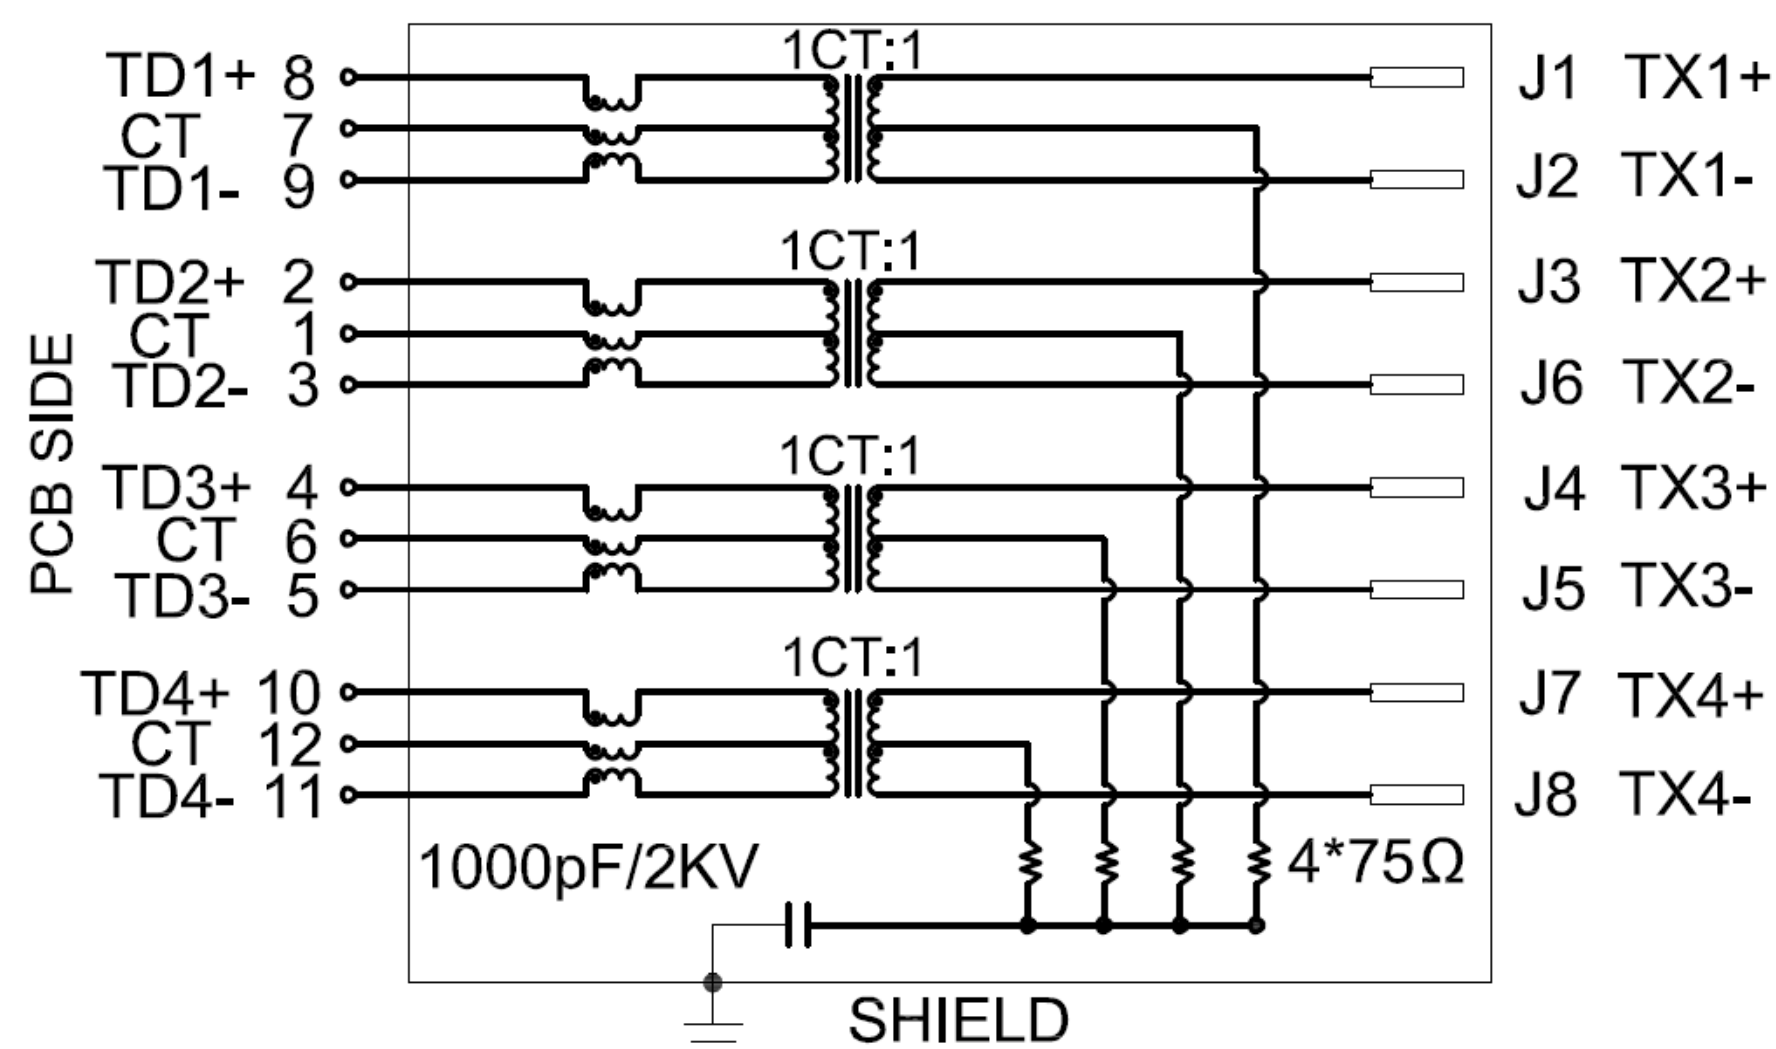 1CT:1
TD1+ 8 J1 TX1+
CT 7
TD1- 9 J2 TX1-
1CT:1
TD2+ 2 J3 TX2+
CT 1
TD2- 3 J6 TX2-
PCB SIDE
1CT:1
TD3+ 4 J4 TX3+
CT 6
TD3- 5 J5 TX3-
1CT:1
TD4+ 10 J7 TX4+
CT 12
TD4- 11 J8 TX4-
1000pF/2KV 4*75Ω
SHIELD